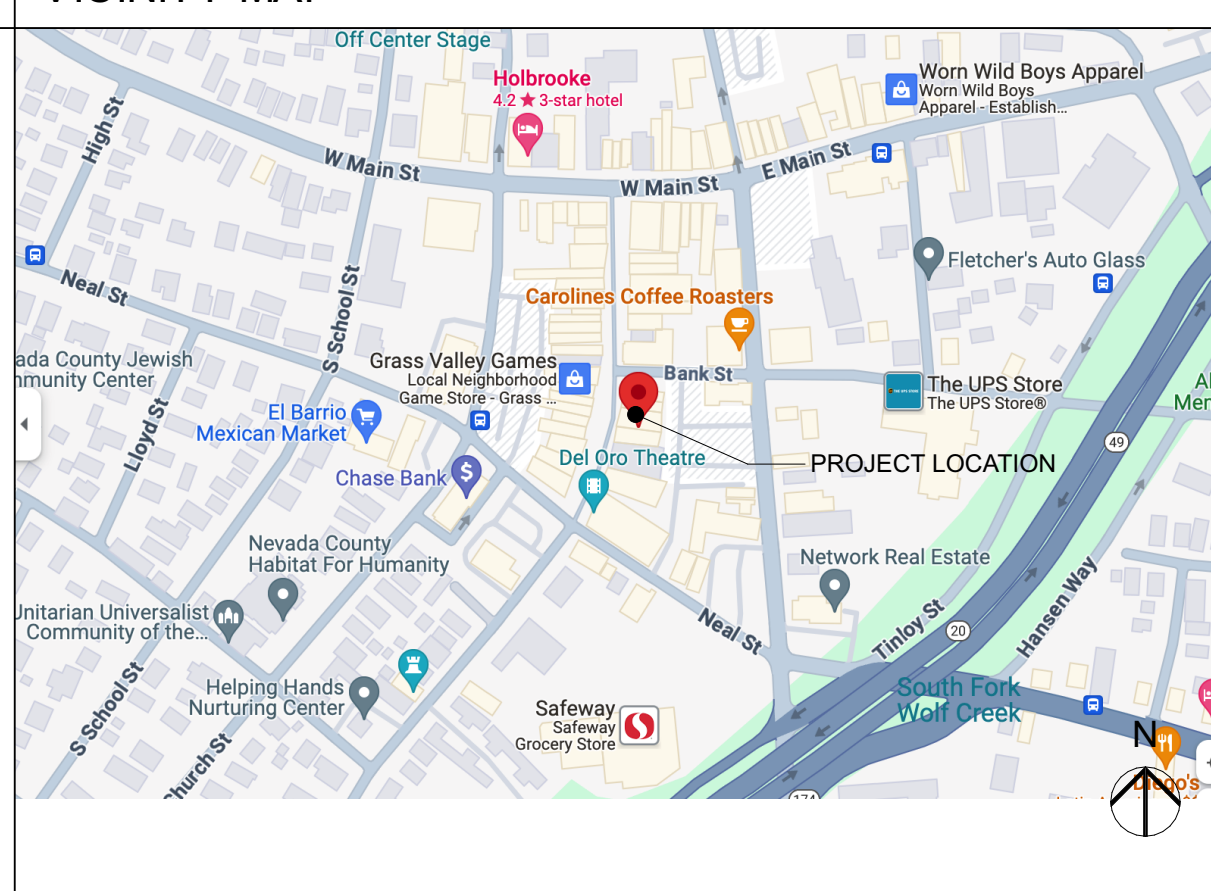 VICINITY MAP
Off Center Stage
Holbrooke
4.2 ★ 3-star hotel
Worn Wild Boys Apparel
Worn Wild Boys
Apparel - Establish...
High St
W Main St
W Main St
E Main St
Neal St
S School St
Fletcher's Auto Glass
Carolines Coffee Roasters
ada County Jewish
munity Center
Grass Valley Games
Local Neighborhood
Game Store - Grass ...
Bank St
The UPS Store
The UPS Store®
El Barrio
Mexican Market
Lloyd St
49
Del Oro Theatre
PROJECT LOCATION
Chase Bank
$
Nevada County
Habitat For Humanity
Network Real Estate
Unitarian Universalist
Community of the...
Neal St
Tinloy St
20
Hansen Way
S School St
Helping Hands
Nurturing Center
South Fork
Wolf Creek
Safeway
Safeway
Grocery Store
Church St
N
Diego's
174